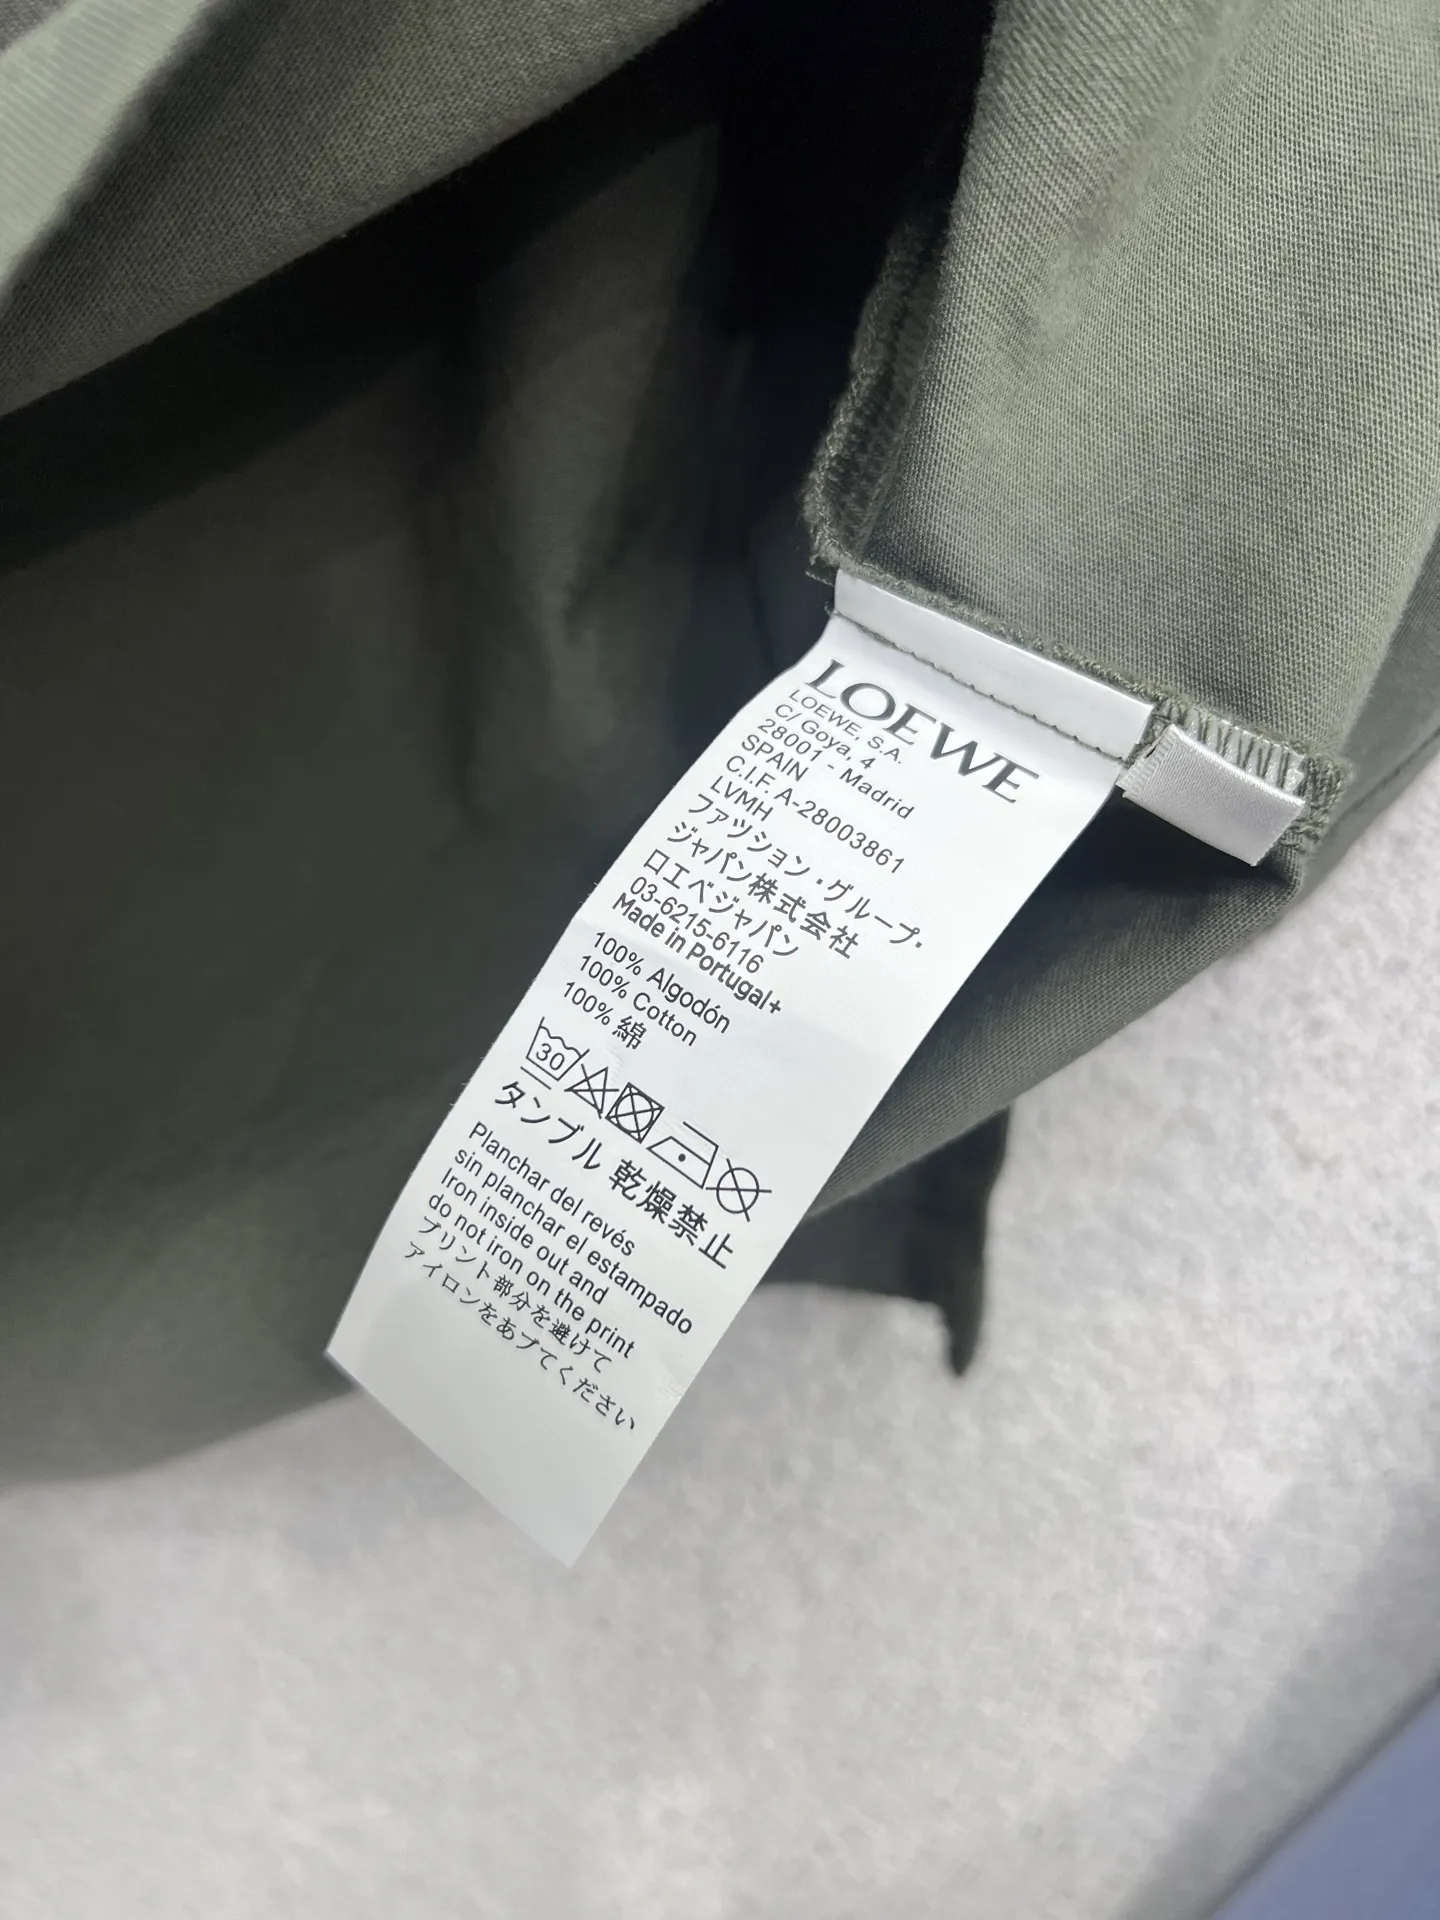 LOEWE
LOEWE, S.A.
C/ Goya, 4
28001 - Madrid
SPAIN
C.I.F. A-28003861
LVMH
ファツション・グループ・
ジャパン株式会社
ロエベジャパン
03-6215-6116
Made in Portugal+
100% Algodón
100% Cotton
100% 綿
30
タンブル 乾燥禁止
Planchar del revés
sin planchar el estampado
Iron inside out and
do not iron on the print
プリント部分を避けて
アイロンをあブてください